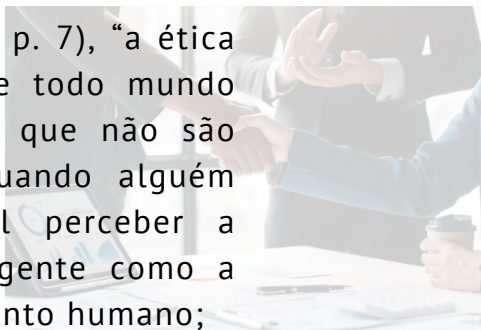 p. 7), “a ética
e todo mundo
que não são
uando alguém
l perceber a
gente como a
nto humano;